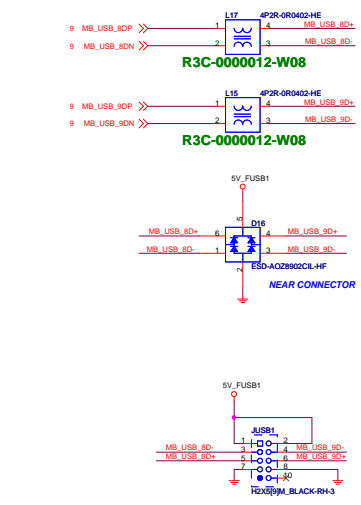 L17 4P2R-0R0402-HE
9 MB_USB_8DP 1 4 MB_USB_8D+
9 MB_USB_8DN 2 3 MB_USB_8D-
R3C-0000012-W08
L15 4P2R-0R0402-HE
9 MB_USB_9DP 1 4 MB_USB_9D+
9 MB_USB_9DN 2 3 MB_USB_9D-
R3C-0000012-W08
5V_FUSB1
5 D16
MB_USB_8D+ 6 4 MB_USB_9D+
MB_USB_8D- 1 3 MB_USB_9D-
2 ESD-AOZ8902CIL-HF
NEAR CONNECTOR
5V_FUSB1
JUSB1
1 2
MB_USB_8D- 3 4 MB_USB_9D-
MB_USB_8D+ 5 6 MB_USB_9D+
7 8
10
H2X5[9]M_BLACK-RH-3